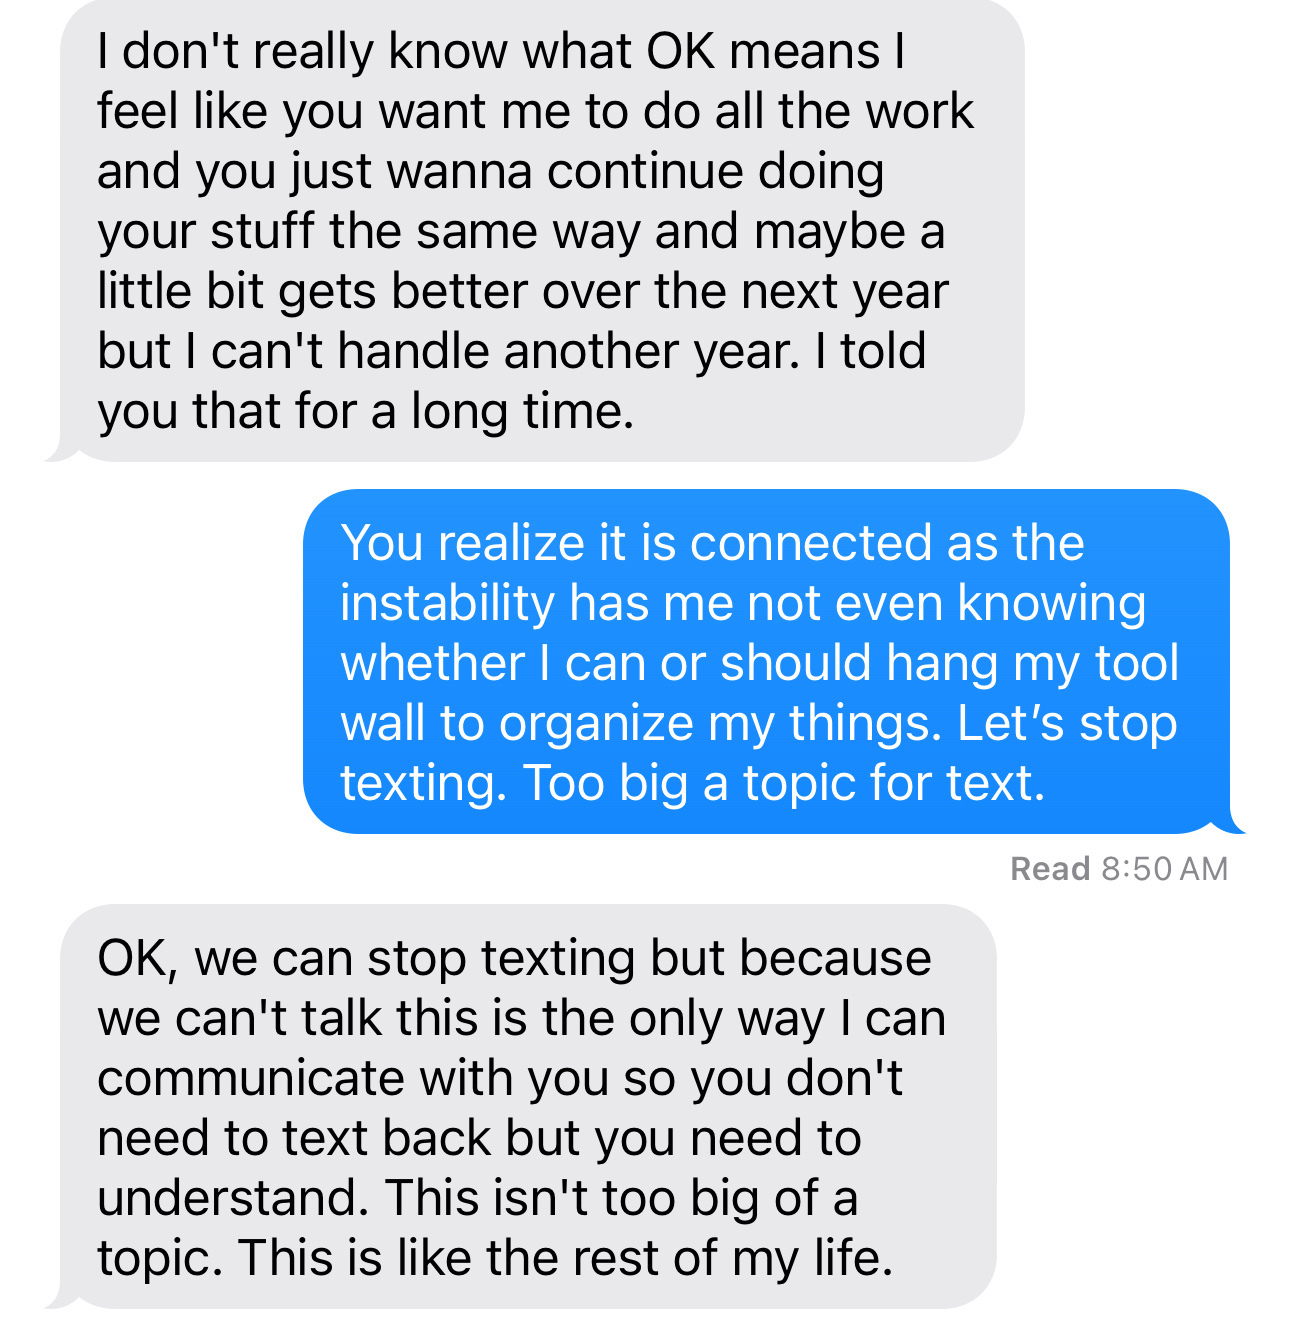 I don't really know what OK means I
feel like you want me to do all the work
and you just wanna continue doing
your stuff the same way and maybe a
little bit gets better over the next year
but I can't handle another year. I told
you that for a long time.
You realize it is connected as the
instability has me not even knowing
whether I can or should hang my tool
wall to organize my things. Let’s stop
texting. Too big a topic for text.
Read 8:50 AM
OK, we can stop texting but because
we can't talk this is the only way I can
communicate with you so you don't
need to text back but you need to
understand. This isn't too big of a
topic. This is like the rest of my life.